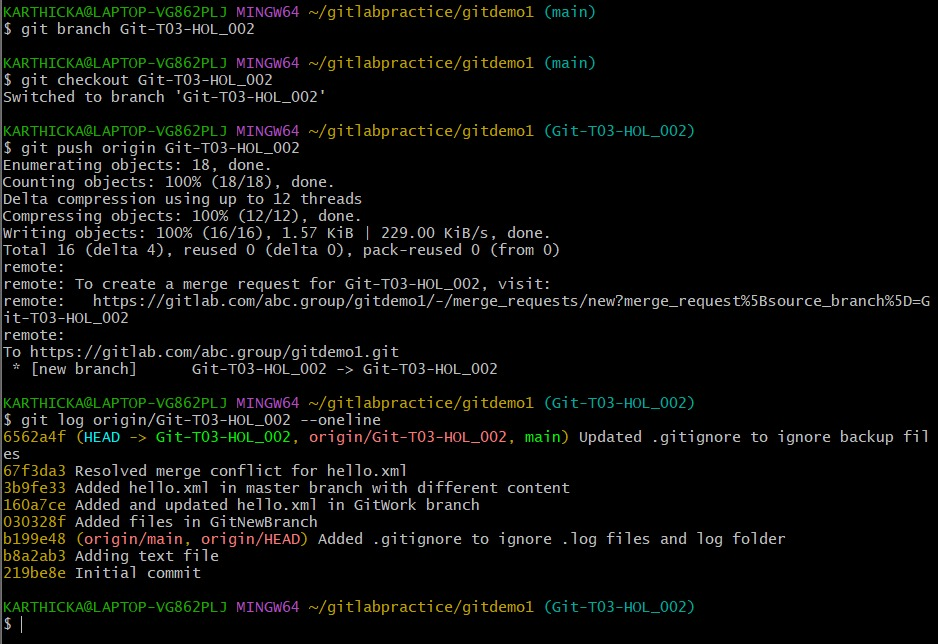 KARTHICKA@LAPTOP-VG862PLJ MINGW64 ~/gitlabpractice/gitdemo1 (main)
$ git branch Git-T03-HOL_002
KARTHICKA@LAPTOP-VG862PLJ MINGW64 ~/gitlabpractice/gitdemo1 (main)
$ git checkout Git-T03-HOL_002
Switched to branch 'Git-T03-HOL_002'
KARTHICKA@LAPTOP-VG862PLJ MINGW64 ~/gitlabpractice/gitdemo1 (Git-T03-HOL_002)
$ git push origin Git-T03-HOL_002
Enumerating objects: 18, done.
Counting objects: 100% (18/18), done.
Delta compression using up to 12 threads
Compressing objects: 100% (12/12), done.
Writing objects: 100% (16/16), 1.57 KiB | 229.00 KiB/s, done.
Total 16 (delta 4), reused 0 (delta 0), pack-reused 0 (from 0)
remote:
remote: To create a merge request for Git-T03-HOL_002, visit:
remote:   https://gitlab.com/abc.group/gitdemo1/-/merge_requests/new?merge_request%5Bsource_branch%5D=G
it-T03-HOL_002
remote:
To https://gitlab.com/abc.group/gitdemo1.git
 * [new branch]      Git-T03-HOL_002 -> Git-T03-HOL_002
KARTHICKA@LAPTOP-VG862PLJ MINGW64 ~/gitlabpractice/gitdemo1 (Git-T03-HOL_002)
$ git log origin/Git-T03-HOL_002 --oneline
6562a4f (HEAD -> Git-T03-HOL_002, origin/Git-T03-HOL_002, main) Updated .gitignore to ignore backup fil
es
67f3da3 Resolved merge conflict for hello.xml
3b9fe33 Added hello.xml in master branch with different content
160a7ce Added and updated hello.xml in GitWork branch
030328f Added files in GitNewBranch
b199e48 (origin/main, origin/HEAD) Added .gitignore to ignore .log files and log folder
b8a2ab3 Adding text file
219be8e Initial commit
KARTHICKA@LAPTOP-VG862PLJ MINGW64 ~/gitlabpractice/gitdemo1 (Git-T03-HOL_002)
$